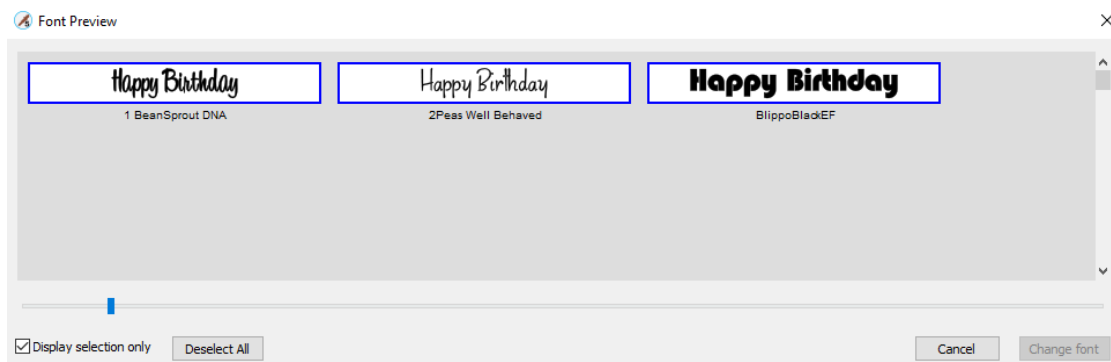 Font Preview
Happy Birthday Happy Birthday Happy Birthday
1 BeanSprout DNA 2Peas Well Behaved BlippoBlackEF
Display selection only Deselect All Cancel Change font